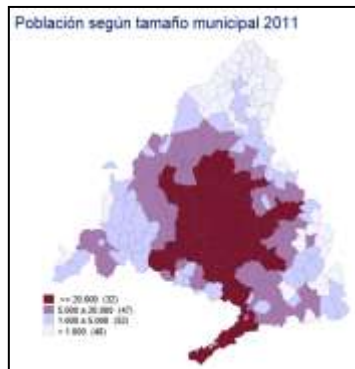 Población según tamaño municipal 2011
>= 20.000 (32)
5.000 a 20.000 (47)
1.000 a 5.000 (52)
< 1.000 (48)